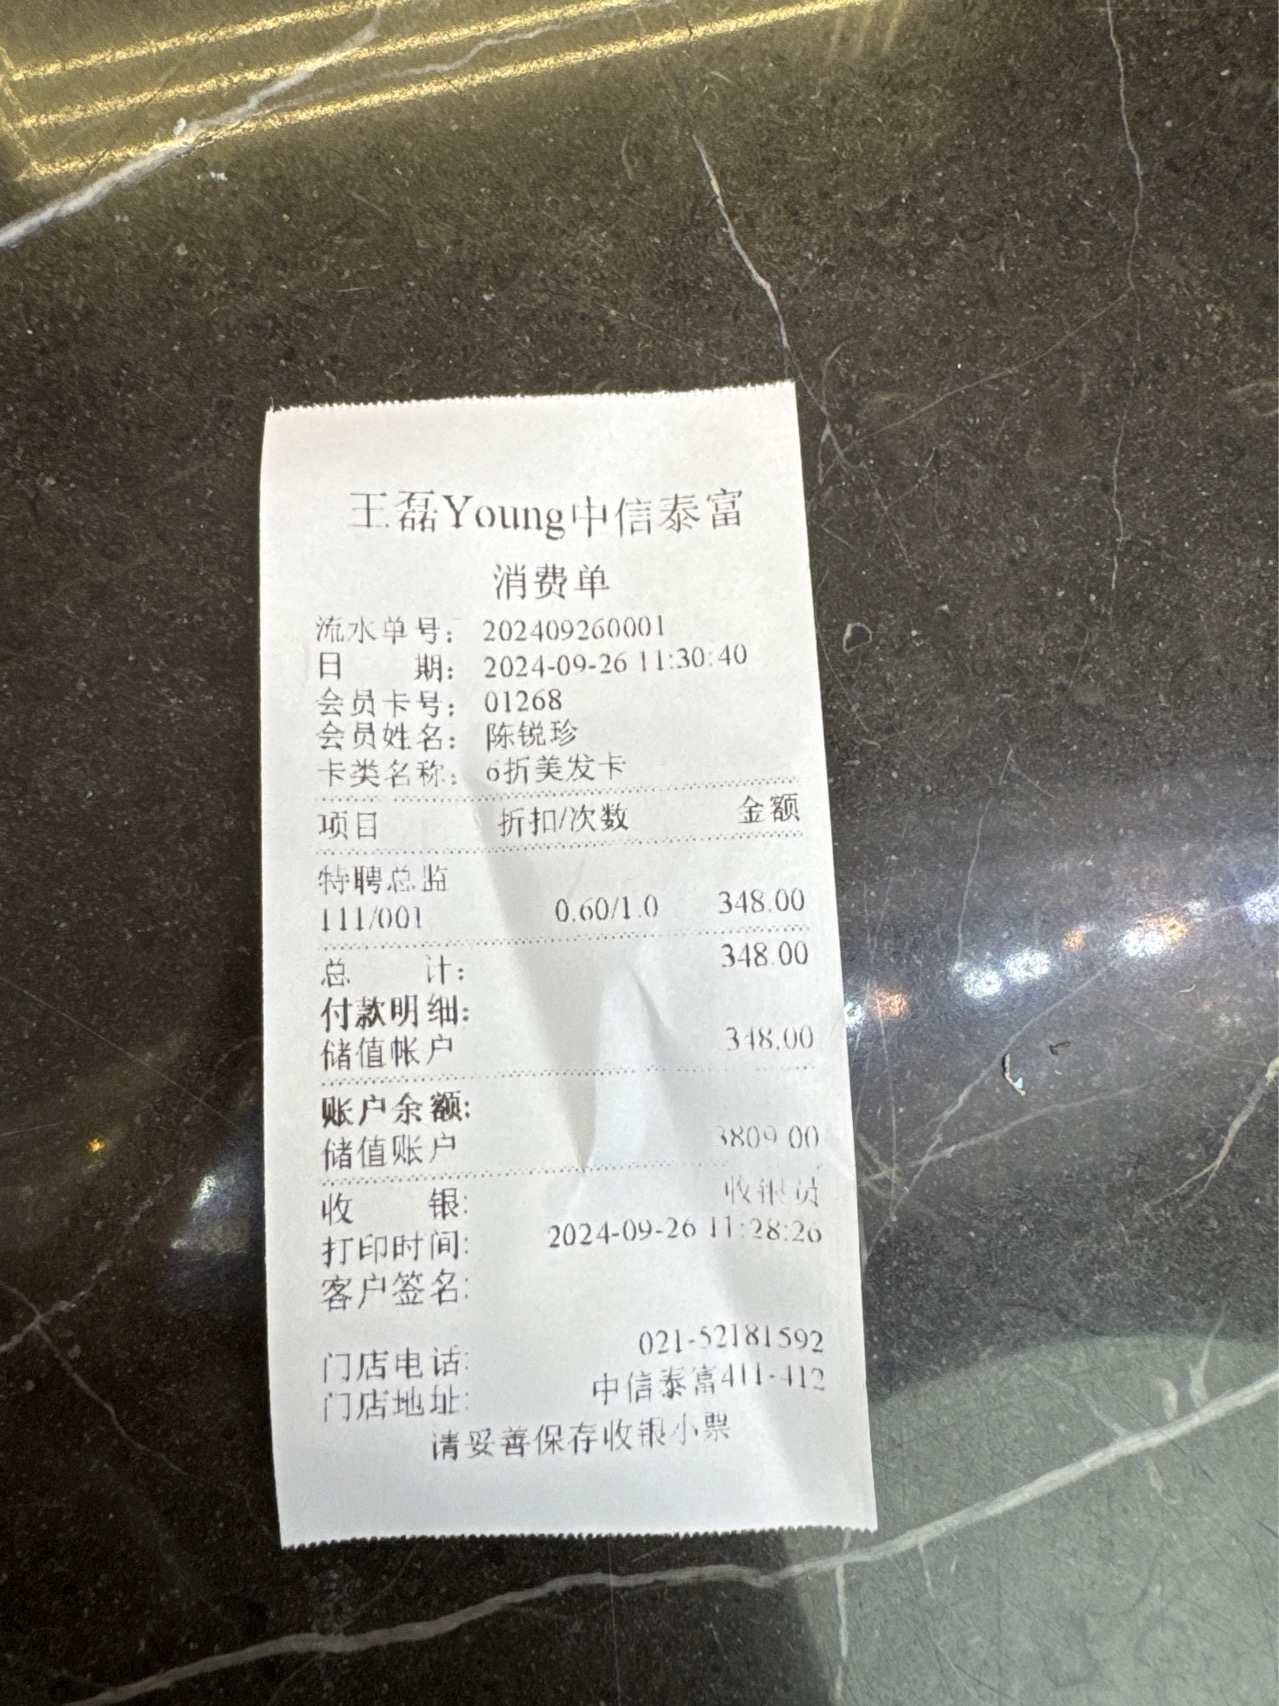 王磊Young中信泰富
消费单
流水单号： 202409260001
日 期： 2024-09-26 11:30:40
会员卡号： 01268
会员姓名： 陈锐珍
卡类名称： 6折美发卡
项目 折扣/次数 金额
特聘总监
111/001 0.60/1.0 348.00
总 计： 348.00
付款明细：
储值帐户 348.00
账户余额：
储值账户 3809.00
收 银： 收银员
打印时间： 2024-09-26 11:28:26
客户签名：
门店电话： 021-52181592
门店地址： 中信泰富411-412
请妥善保存收银小票